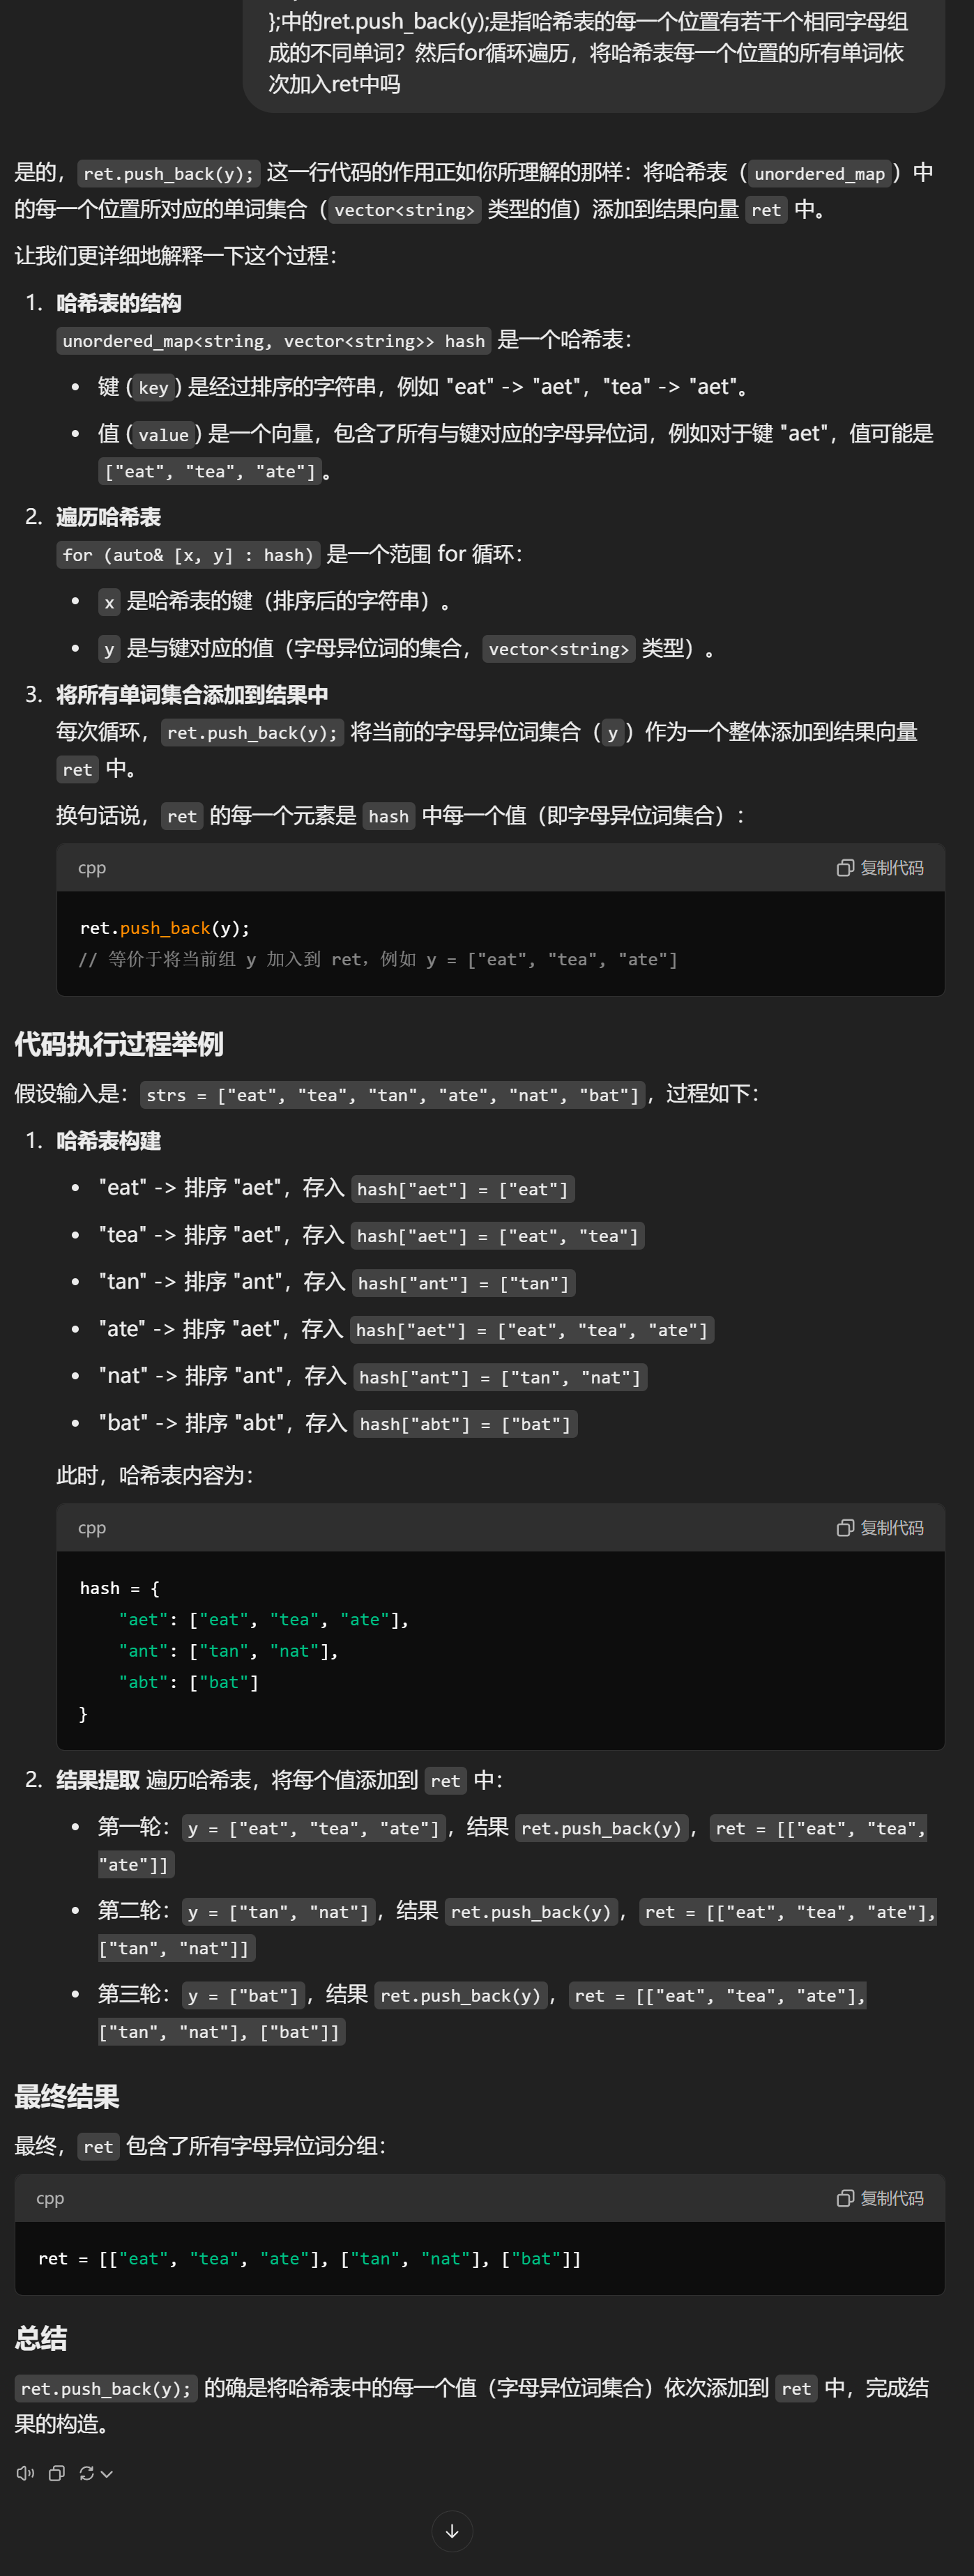 };中的ret.push_back(y);是指哈希表的每一个位置有若干个相同字母组
成的不同单词？然后for循环遍历，将哈希表每一个位置的所有单词依
次加入ret中吗
是的，ret.push_back(y); 这一行代码的作用正如你所理解的那样：将哈希表（unordered_map）中
的每一个位置所对应的单词集合（vector<string> 类型的值）添加到结果向量 ret 中。
让我们更详细地解释一下这个过程：
1. 哈希表的结构
unordered_map<string, vector<string>> hash 是一个哈希表：
• 键 (key) 是经过排序的字符串，例如 "eat" -> "aet"，"tea" -> "aet"。
• 值 (value) 是一个向量，包含了所有与键对应的字母异位词，例如对于键 "aet"，值可能是
["eat", "tea", "ate"]。
2. 遍历哈希表
for (auto& [x, y] : hash) 是一个范围 for 循环：
• x 是哈希表的键（排序后的字符串）。
• y 是与键对应的值（字母异位词的集合，vector<string> 类型）。
3. 将所有单词集合添加到结果中
每次循环，ret.push_back(y); 将当前的字母异位词集合（y）作为一个整体添加到结果向量
ret 中。
换句话说，ret 的每一个元素是 hash 中每一个值（即字母异位词集合）：
cpp 复制代码
ret.push_back(y);
// 等价于将当前组 y 加入到 ret，例如 y = ["eat", "tea", "ate"]
代码执行过程举例
假设输入是：strs = ["eat", "tea", "tan", "ate", "nat", "bat"]，过程如下：
1. 哈希表构建
• "eat" -> 排序 "aet"，存入 hash["aet"] = ["eat"]
• "tea" -> 排序 "aet"，存入 hash["aet"] = ["eat", "tea"]
• "tan" -> 排序 "ant"，存入 hash["ant"] = ["tan"]
• "ate" -> 排序 "aet"，存入 hash["aet"] = ["eat", "tea", "ate"]
• "nat" -> 排序 "ant"，存入 hash["ant"] = ["tan", "nat"]
• "bat" -> 排序 "abt"，存入 hash["abt"] = ["bat"]
此时，哈希表内容为：
cpp 复制代码
hash = {
    "aet": ["eat", "tea", "ate"],
    "ant": ["tan", "nat"],
    "abt": ["bat"]
}
2. 结果提取 遍历哈希表，将每个值添加到 ret 中：
• 第一轮：y = ["eat", "tea", "ate"]，结果 ret.push_back(y)，ret = [["eat", "tea",
"ate"]]
• 第二轮：y = ["tan", "nat"]，结果 ret.push_back(y)，ret = [["eat", "tea", "ate"],
["tan", "nat"]]
• 第三轮：y = ["bat"]，结果 ret.push_back(y)，ret = [["eat", "tea", "ate"],
["tan", "nat"], ["bat"]]
最终结果
最终，ret 包含了所有字母异位词分组：
cpp 复制代码
ret = [["eat", "tea", "ate"], ["tan", "nat"], ["bat"]]
总结
ret.push_back(y); 的确是将哈希表中的每一个值（字母异位词集合）依次添加到 ret 中，完成结
果的构造。